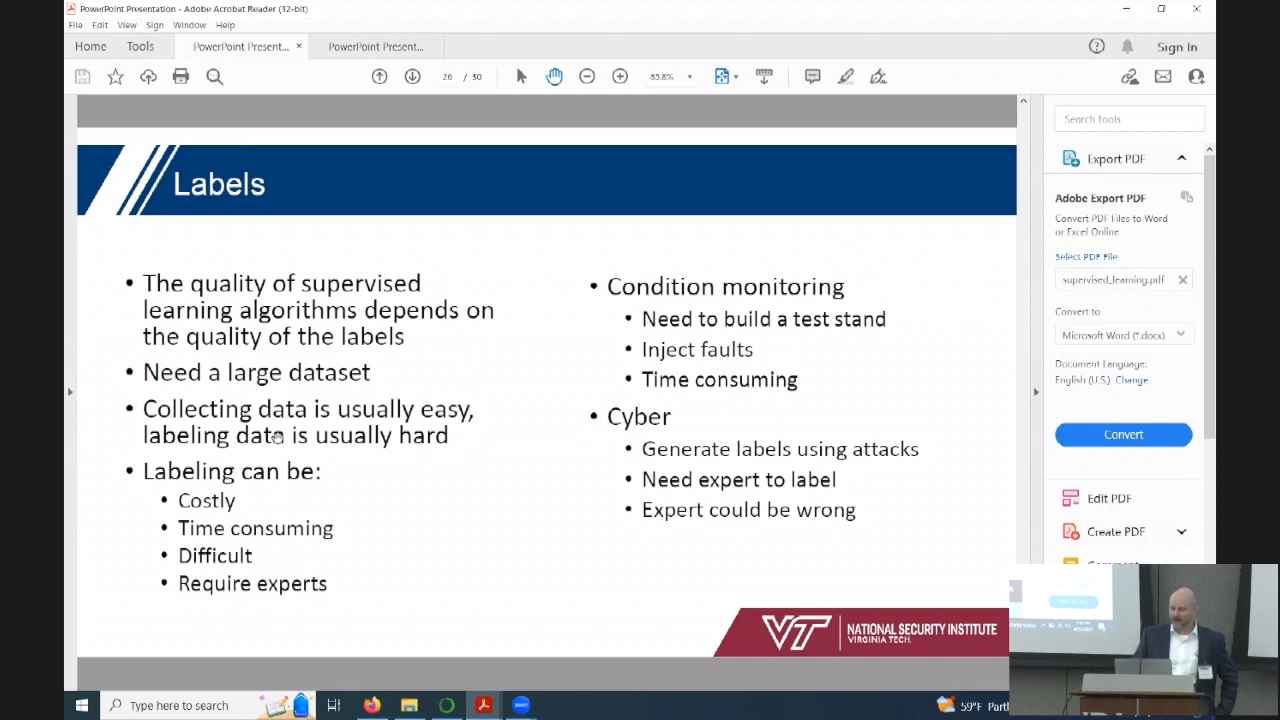 PowerPoint Presentation - Adobe Acrobat Reader (32-bit)
File Edit View Sign Window Help
Home Tools PowerPoint Present... × PowerPoint Present... Sign In
26 / 30 83.8%
Labels
• The quality of supervised
learning algorithms depends on
the quality of the labels
• Need a large dataset
• Collecting data is usually easy,
labeling data is usually hard
• Labeling can be:
• Costly
• Time consuming
• Difficult
• Require experts
• Condition monitoring
• Need to build a test stand
• Inject faults
• Time consuming
• Cyber
• Generate labels using attacks
• Need expert to label
• Expert could be wrong
VT NATIONAL SECURITY INSTITUTE
VIRGINIA TECH
Search tools
Export PDF
Adobe Export PDF
Convert PDF Files to Word
or Excel Online
Select PDF File
supervised_learning.pdf
Convert to
Microsoft Word (*.docx)
Document Language:
English (U.S.) Change
Convert
Edit PDF
Create PDF
Type here to search
zoom
59°F